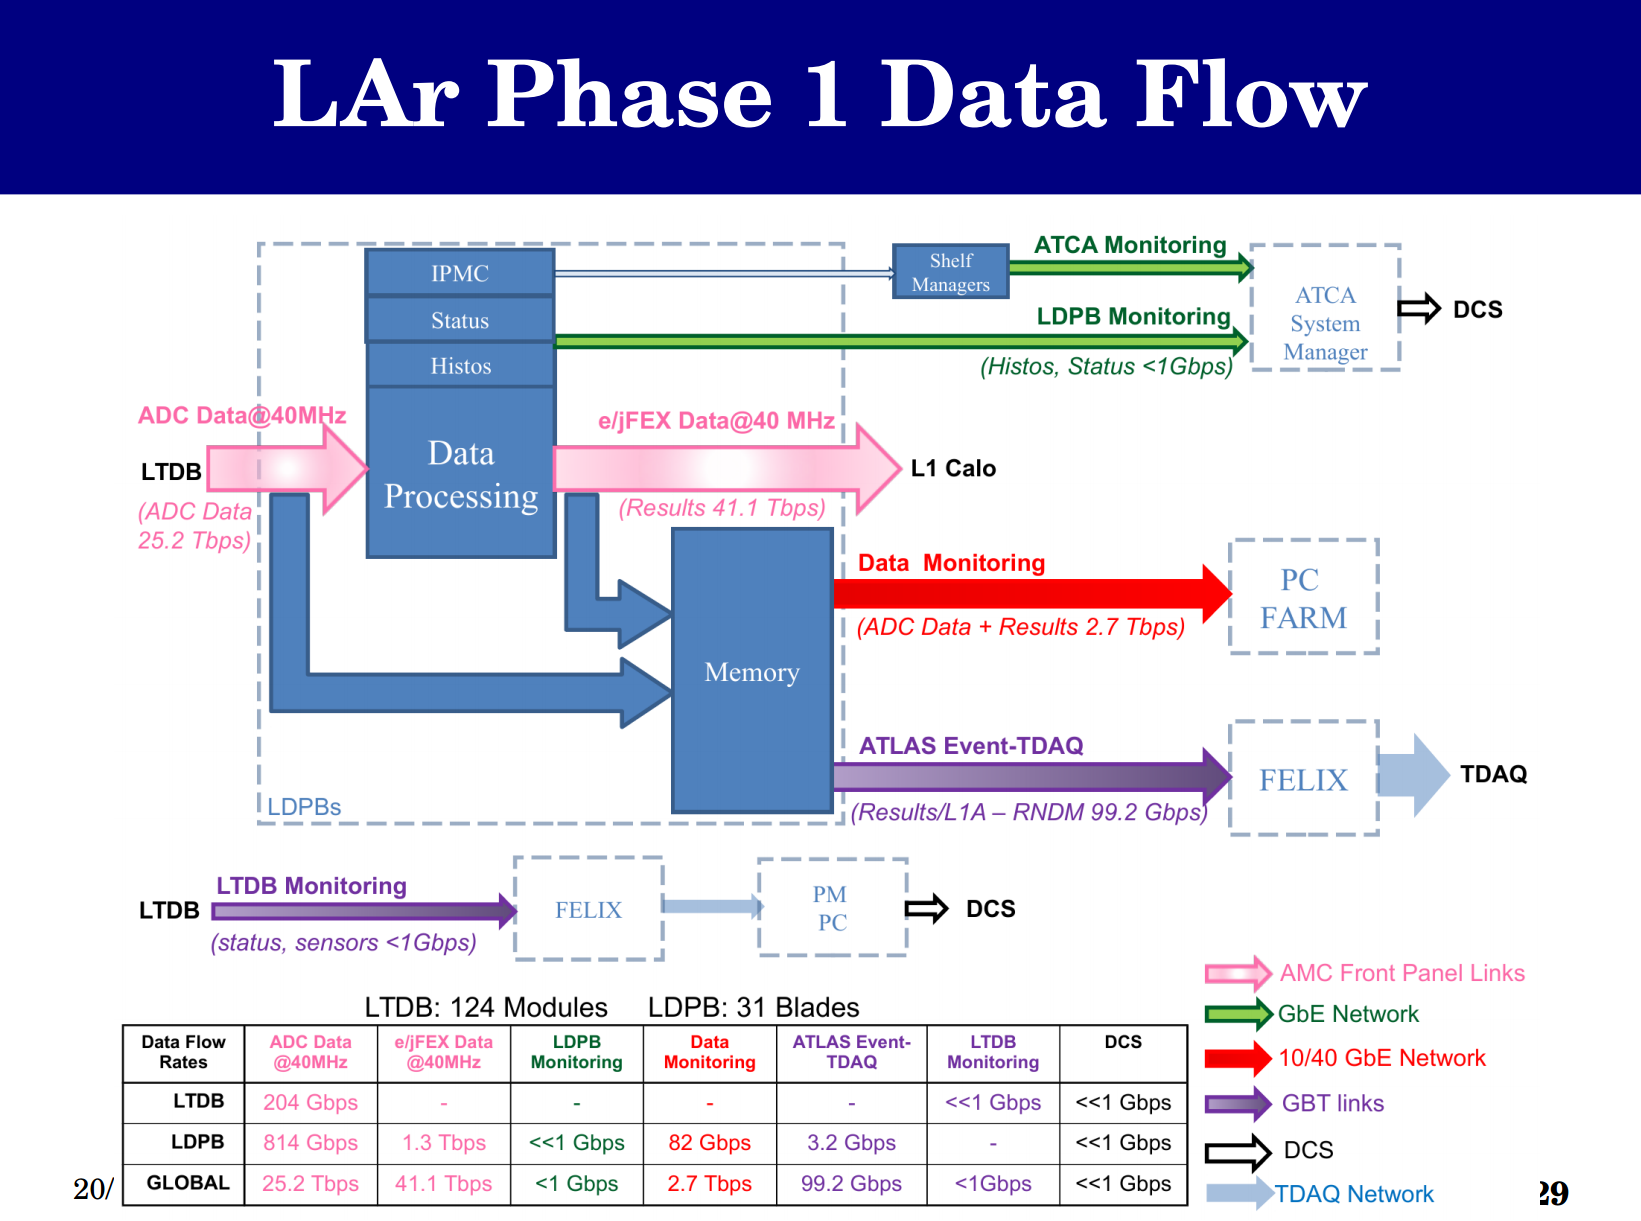 LAr Phase 1 Data Flow
IPMC
Status
Histos
Data
Processing
Shelf
Managers
ATCA Monitoring
LDPB Monitoring
(Histos, Status <1Gbps)
ATCA
System
Manager
DCS
ADC Data@40MHz
LTDB
(ADC Data
25.2 Tbps)
e/jFEX Data@40 MHz
(Results 41.1 Tbps)
L1 Calo
Memory
Data Monitoring
(ADC Data + Results 2.7 Tbps)
PC
FARM
ATLAS Event-TDAQ
(Results/L1A – RNDM 99.2 Gbps)
FELIX
TDAQ
LDPBs
LTDB Monitoring
LTDB
(status, sensors <1Gbps)
FELIX
PM
PC
DCS
LTDB: 124 Modules LDPB: 31 Blades
Data Flow Rates ADC Data @40MHz e/jFEX Data @40MHz LDPB Monitoring Data Monitoring ATLAS Event-TDAQ LTDB Monitoring DCS
LTDB 204 Gbps - - - - <<1 Gbps <<1 Gbps
LDPB 814 Gbps 1.3 Tbps <<1 Gbps 82 Gbps 3.2 Gbps - <<1 Gbps
GLOBAL 25.2 Tbps 41.1 Tbps <1 Gbps 2.7 Tbps 99.2 Gbps <1Gbps <<1 Gbps
AMC Front Panel Links
GbE Network
10/40 GbE Network
GBT links
DCS
TDAQ Network
20/
29